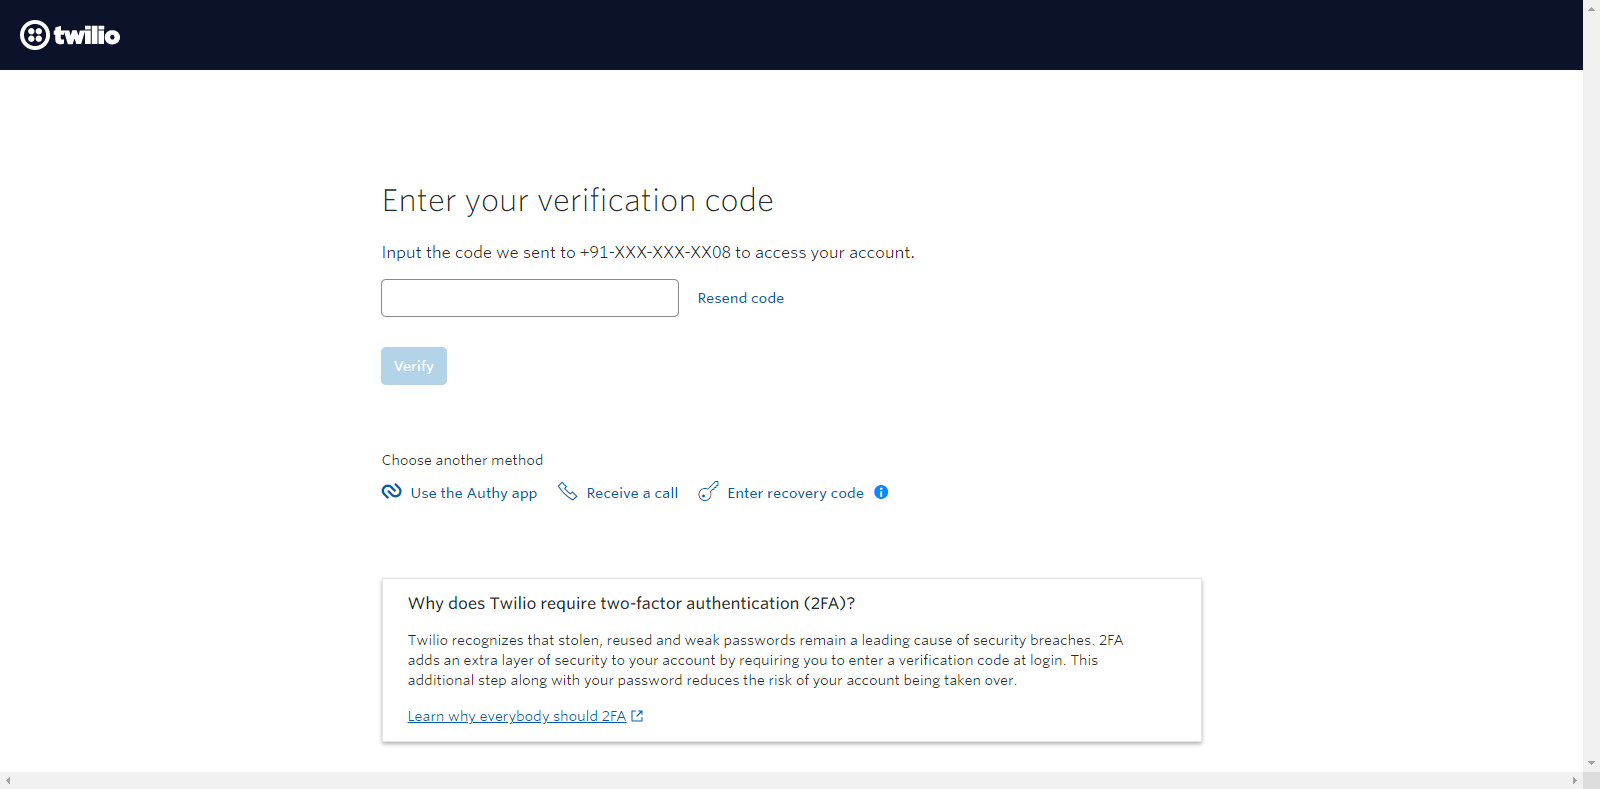 twilio
Enter your verification code
Input the code we sent to +91-XXX-XXX-XX08 to access your account.
Resend code
Verify
Choose another method
Use the Authy app
Receive a call
Enter recovery code
Why does Twilio require two-factor authentication (2FA)?
Twilio recognizes that stolen, reused and weak passwords remain a leading cause of security breaches. 2FA
adds an extra layer of security to your account by requiring you to enter a verification code at login. This
additional step along with your password reduces the risk of your account being taken over.
Learn why everybody should 2FA